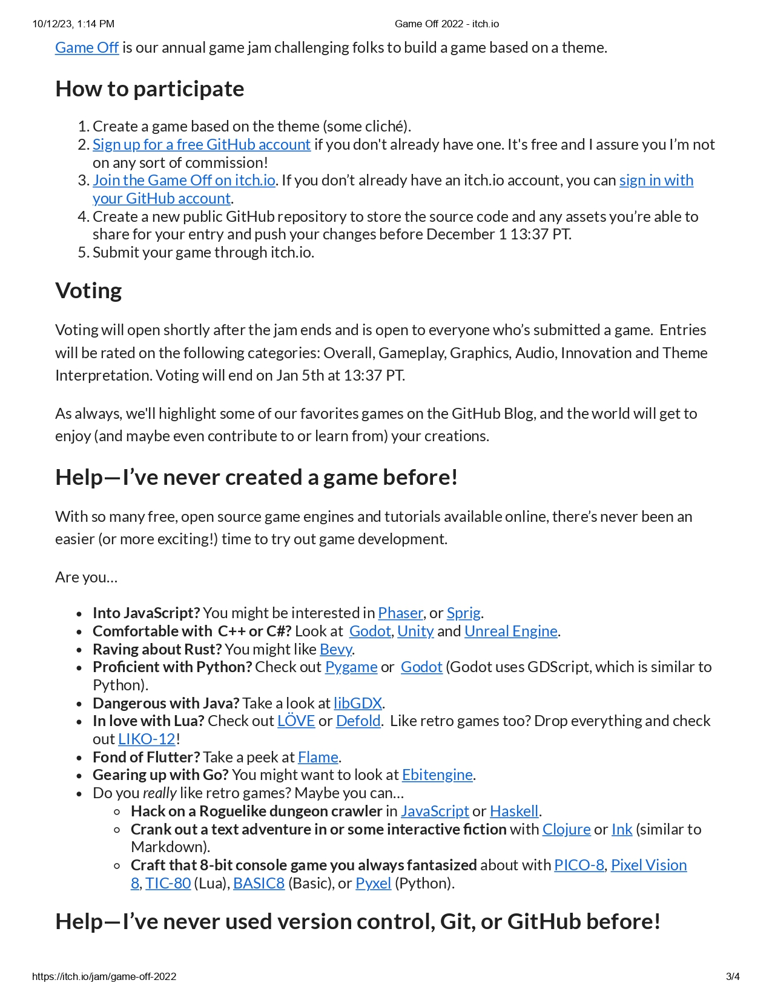 10/12/23, 1:14 PM
Game Off 2022 - itch.io
Game Off is our annual game jam challenging folks to build a game based on a theme.
How to participate
1. Create a game based on the theme (some cliché).
2. Sign up for a free GitHub account if you don't already have one. It's free and I assure you I’m not
on any sort of commission!
3. Join the Game Off on itch.io. If you don’t already have an itch.io account, you can sign in with
your GitHub account.
4. Create a new public GitHub repository to store the source code and any assets you’re able to
share for your entry and push your changes before December 1 13:37 PT.
5. Submit your game through itch.io.
Voting
Voting will open shortly after the jam ends and is open to everyone who’s submitted a game.  Entries
will be rated on the following categories: Overall, Gameplay, Graphics, Audio, Innovation and Theme
Interpretation. Voting will end on Jan 5th at 13:37 PT.
As always, we'll highlight some of our favorites games on the GitHub Blog, and the world will get to
enjoy (and maybe even contribute to or learn from) your creations.
Help—I’ve never created a game before!
With so many free, open source game engines and tutorials available online, there’s never been an
easier (or more exciting!) time to try out game development.
Are you…
• Into JavaScript? You might be interested in Phaser, or Sprig.
• Comfortable with  C++ or C#? Look at  Godot, Unity and Unreal Engine.
• Raving about Rust? You might like Bevy.
• Proficient with Python? Check out Pygame or  Godot (Godot uses GDScript, which is similar to
Python).
• Dangerous with Java? Take a look at libGDX.
• In love with Lua? Check out LÖVE or Defold.  Like retro games too? Drop everything and check
out LIKO-12!
• Fond of Flutter? Take a peek at Flame.
• Gearing up with Go? You might want to look at Ebitengine.
• Do you really like retro games? Maybe you can…
◦ Hack on a Roguelike dungeon crawler in JavaScript or Haskell.
◦ Crank out a text adventure in or some interactive fiction with Clojure or Ink (similar to
Markdown).
◦ Craft that 8-bit console game you always fantasized about with PICO-8, Pixel Vision
8, TIC-80 (Lua), BASIC8 (Basic), or Pyxel (Python).
Help—I’ve never used version control, Git, or GitHub before!
https://itch.io/jam/game-off-2022
3/4